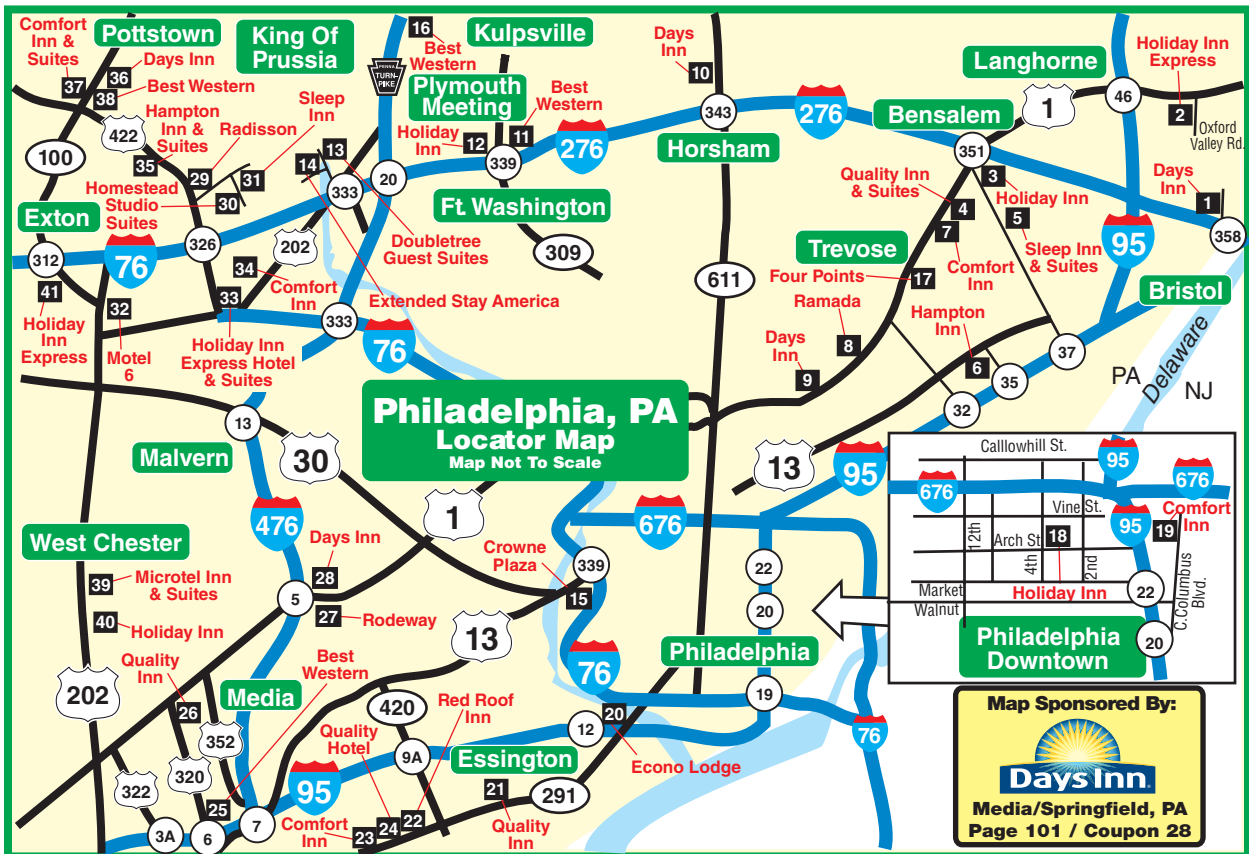 Comfort
Inn &
Suites
37
Pottstown
36
Days Inn
38
Best Western
King Of
Prussia
PENNA
TURN-
PIKE
16
Best
Western
Kulpsville
Plymouth
Meeting
Days
Inn
10
343
276
Bensalem
Langhorne
1
46
Holiday Inn
Express
2
Oxford
Valley Rd.
422
100
Hampton
Inn &
Suites
35
Radisson
29
Sleep
Inn
31
Homestead
Studio
Suites
30
13
14
333
20
Holiday
Inn
12
11
Best
Western
339
276
Horsham
351
3
Holiday Inn
Quality Inn
& Suites
4
7
Comfort
Inn
5
Sleep Inn
& Suites
Days
Inn
1
358
95
Exton
312
76
326
202
Doubletree
Guest Suites
Ft. Washington
309
Extended Stay America
Trevose
Four Points
17
611
Bristol
41
Holiday
Inn
Express
32
Motel
6
33
34
Comfort
Inn
Holiday Inn
Express Hotel
& Suites
333
76
Ramada
8
Days
Inn
9
Hampton
Inn
6
35
37
32
PA
Delaware
NJ
Philadelphia, PA
Locator Map
Map Not To Scale
13
Malvern
30
476
1
13
95
676
Calllowhill St.
95
676
676
Vine St.
95
19
Comfort
Inn
12th
Arch St
18
4th
2nd
Market
Holiday Inn
22
Walnut
20
C.Columbus
Blvd.
Philadelphia
Downtown
West Chester
39
Microtel Inn
& Suites
40
Holiday Inn
Days Inn
28
5
27
Rodeway
Crowne
Plaza
15
339
22
20
13
76
Philadelphia
19
76
202
Quality
Inn
26
Media
Best
Western
352
320
322
25
3A
6
7
95
420
9A
Red Roof
Inn
Quality
Hotel
Essington
12
20
Econo Lodge
291
21
Quality
Inn
Comfort
Inn
23
24
22
Map Sponsored By:
Days Inn
Media/Springfield, PA
Page 101 / Coupon 28